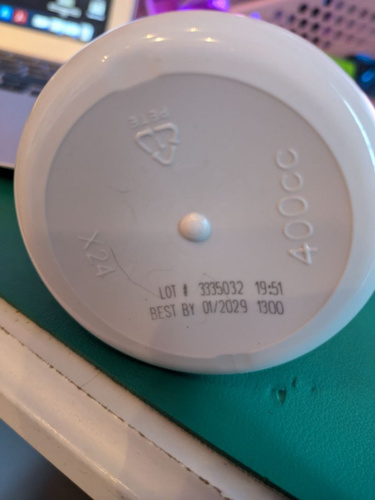 PETE
400cc
X24
LOT # 3335032 19:51
BEST BY 01/2029 1300